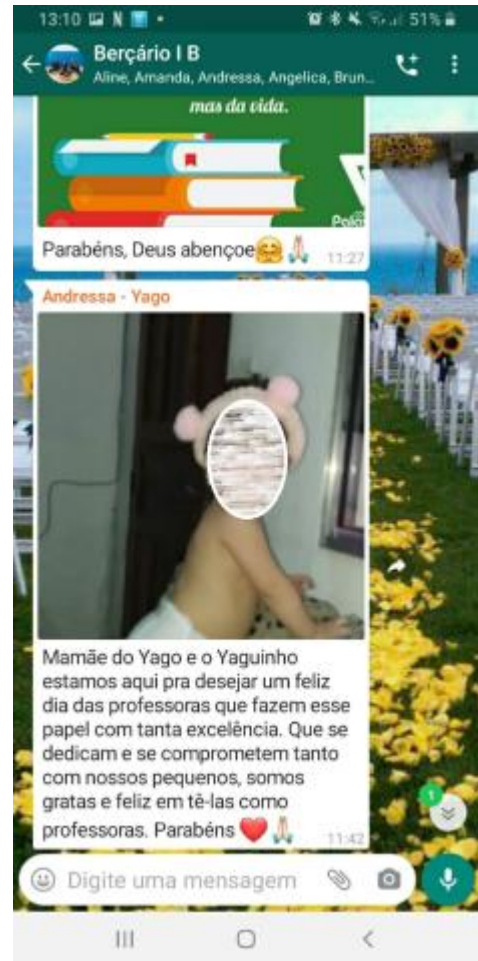 13:10 N 51%
Berçário I B
Aline, Amanda, Andressa, Angelica, Brun...
mas da vida.
Parabéns, Deus abençoe🤗🙏🏻
11:27
Andressa - Yago
Mamãe do Yago e o Yaguinho
estamos aqui pra desejar um feliz
dia das professoras que fazem esse
papel com tanta excelência. Que se
dedicam e se comprometem tanto
com nossos pequenos, somos
gratas e feliz em tê-las como
professoras. Parabéns ❤️🙏🏻
11:42
1
Digite uma mensagem